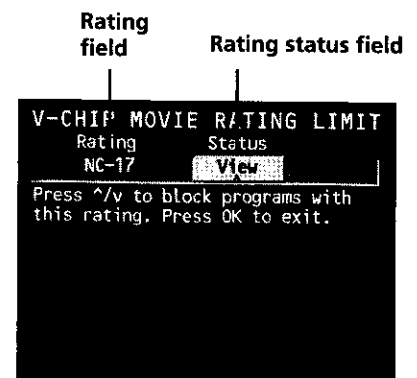 Rating field
Rating status field
V-CHIP MOVIE RATING LIMIT
Rating Status
NC-17 View
Press ^/v to block programs with
this rating. Press OK to exit.